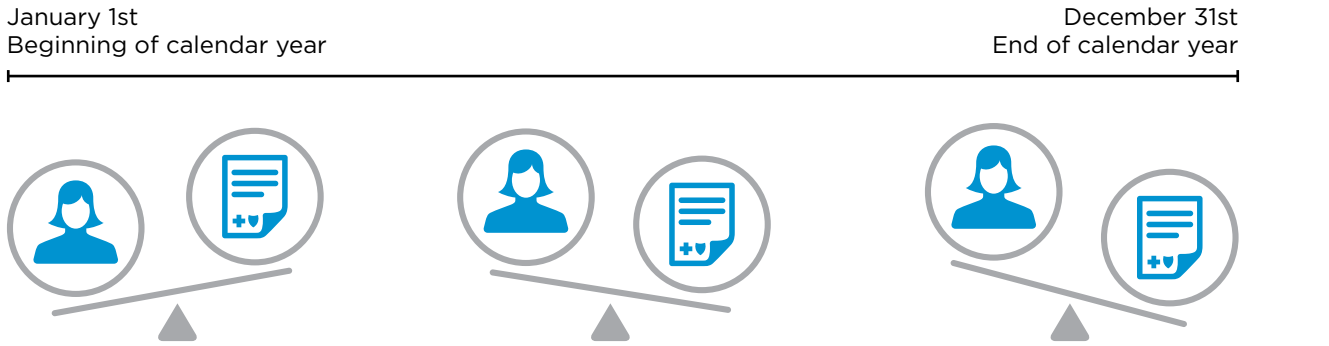 January 1st
Beginning of calendar year
December 31st
End of calendar year